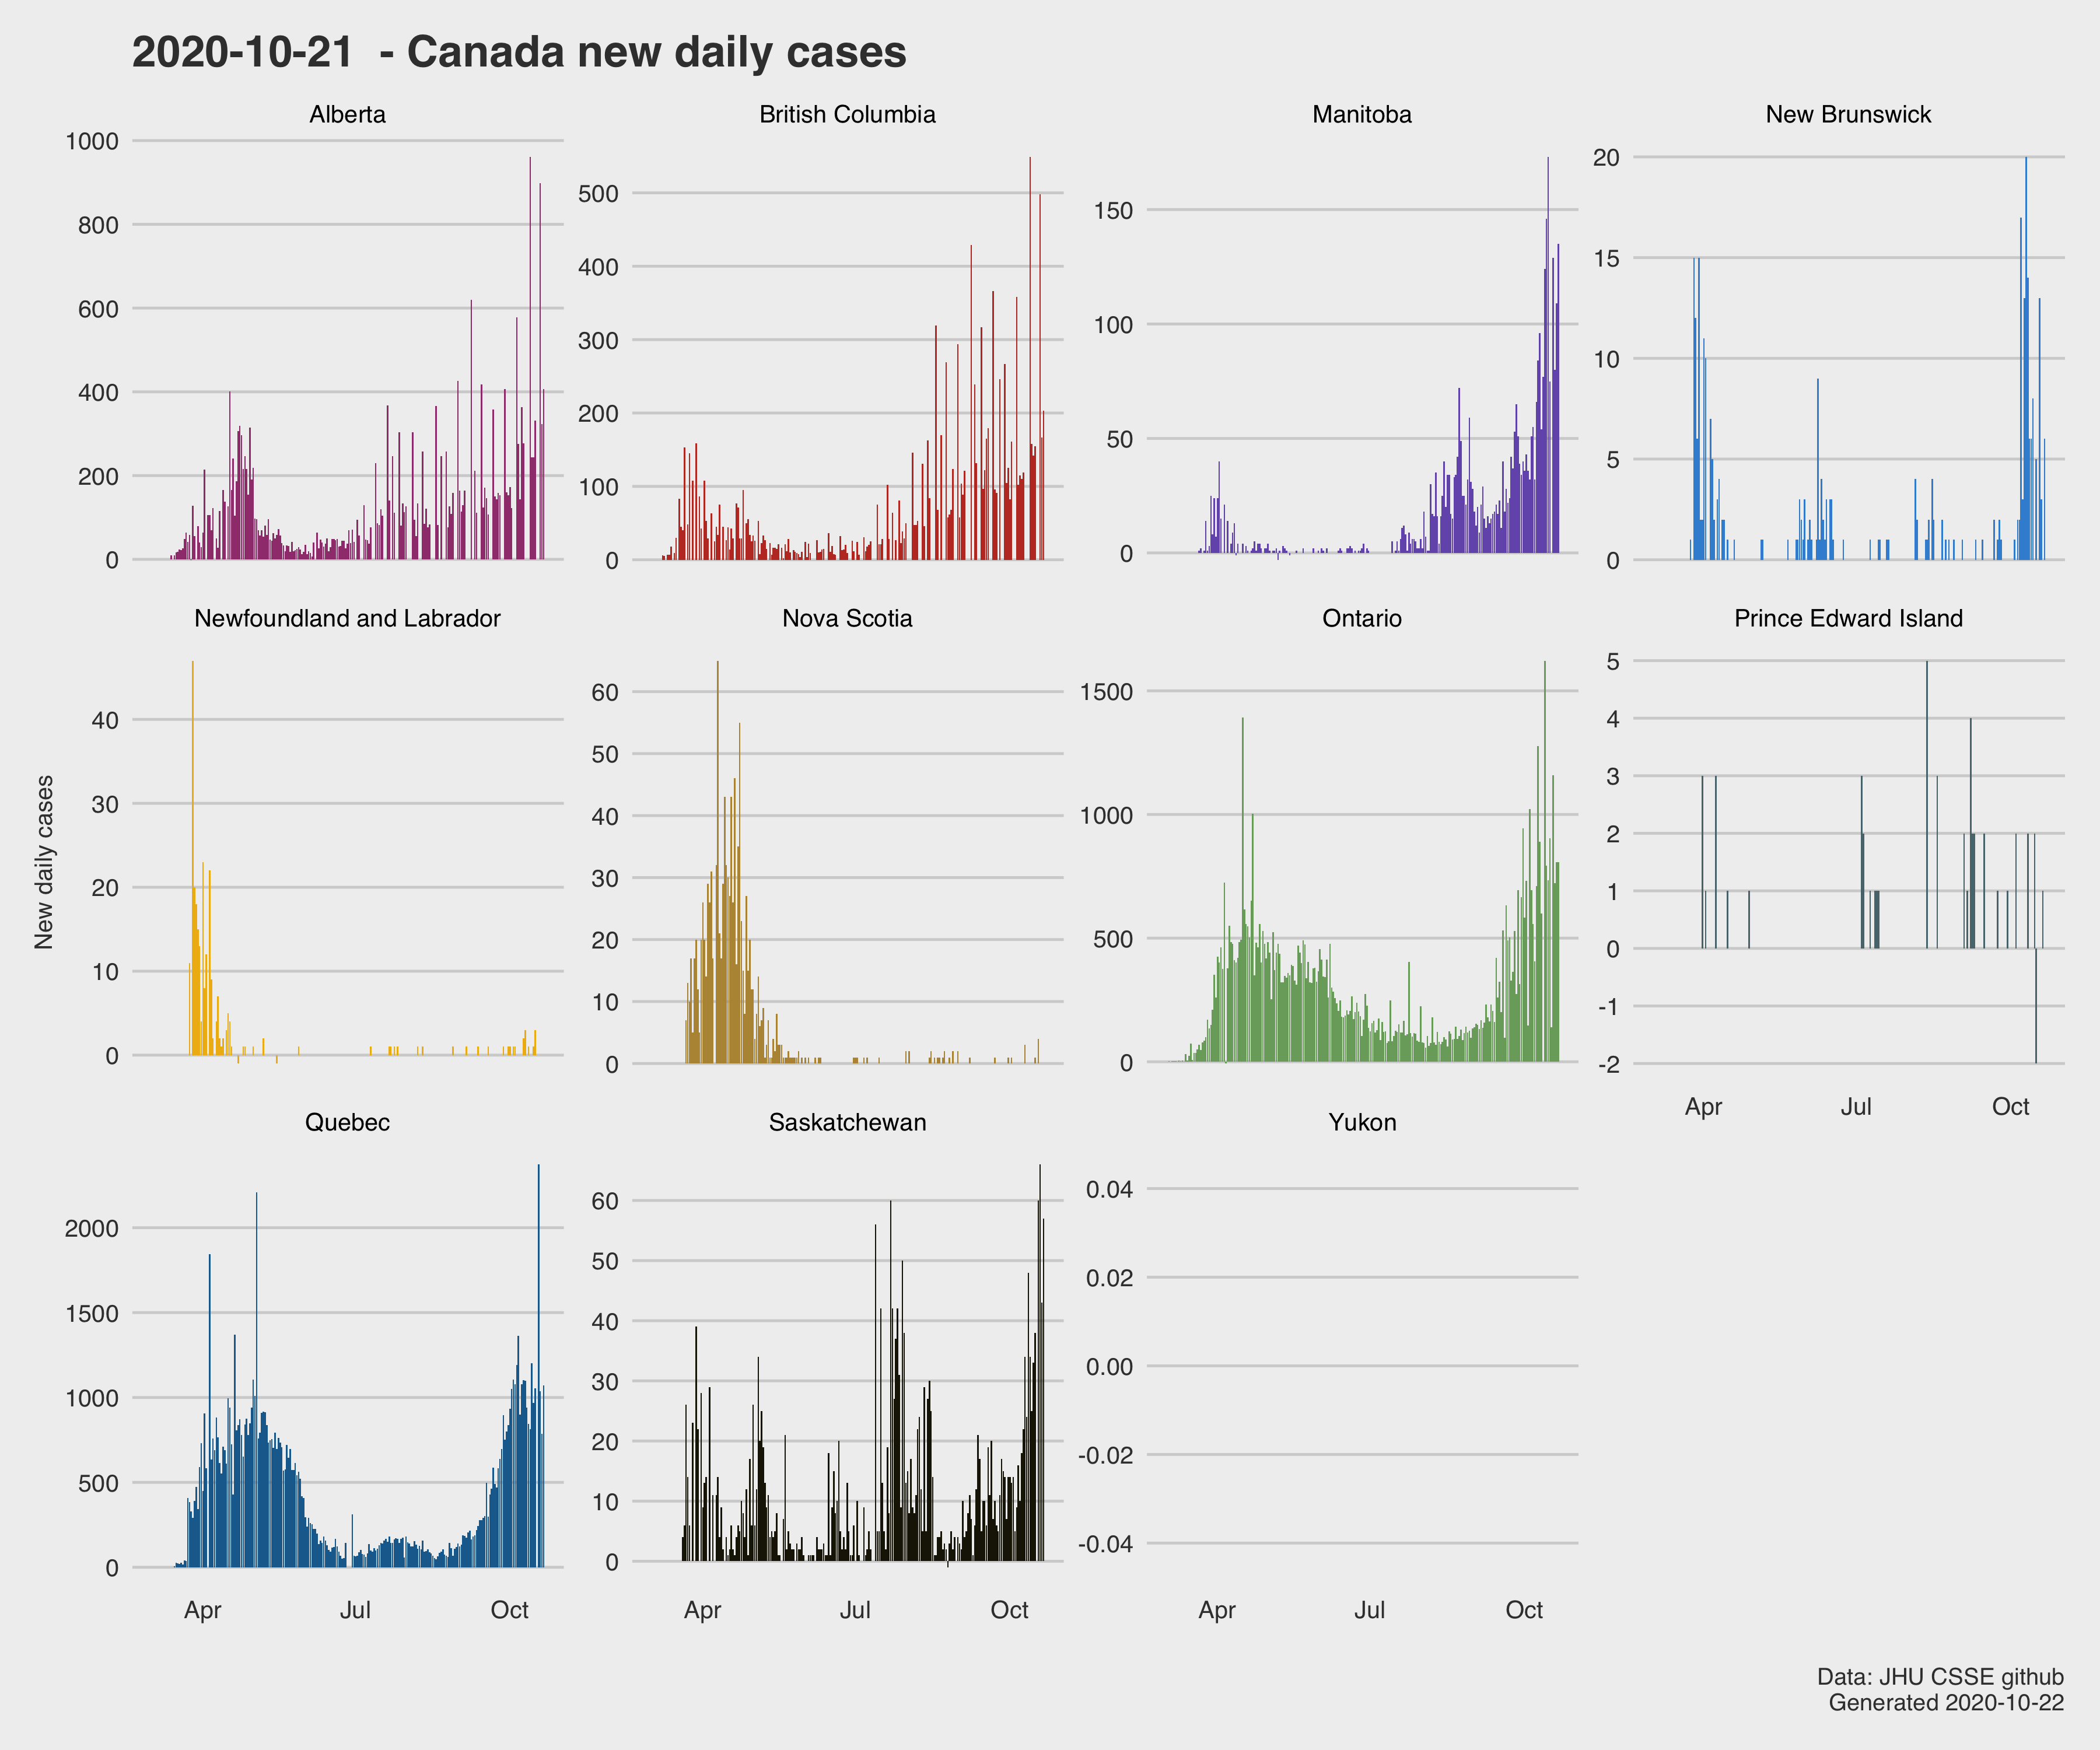 2020-10-21  - Canada new daily cases
Alberta
British Columbia
Manitoba
New Brunswick
1000
800
600
400
200
0
500
400
300
200
100
0
150
100
50
0
20
15
10
5
0
Newfoundland and Labrador
Nova Scotia
Ontario
Prince Edward Island
New daily cases
40
30
20
10
0
60
50
40
30
20
10
0
1500
1000
500
0
5
4
3
2
1
0
-1
-2
Apr
Jul
Oct
Quebec
Saskatchewan
Yukon
2000
1500
1000
500
0
60
50
40
30
20
10
0
0.04
0.02
0.00
-0.02
-0.04
Apr
Jul
Oct
Apr
Jul
Oct
Apr
Jul
Oct
Data: JHU CSSE github
Generated 2020-10-22